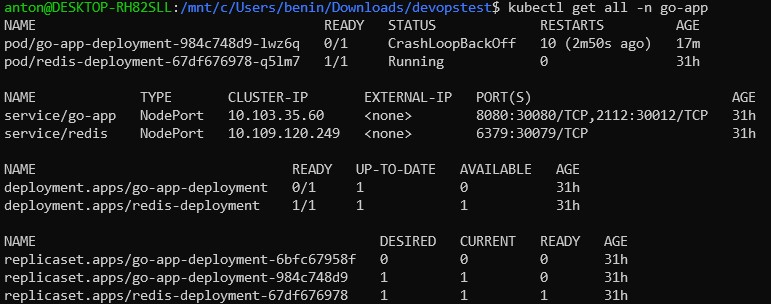 anton@DESKTOP-RH82SLL:/mnt/c/Users/benin/Downloads/devopstest$ kubectl get all -n go-app
NAME READY STATUS RESTARTS AGE
pod/go-app-deployment-984c748d9-lwz6q 0/1 CrashLoopBackOff 10 (2m50s ago) 17m
pod/redis-deployment-67df676978-q5lm7 1/1 Running 0 31h
NAME TYPE CLUSTER-IP EXTERNAL-IP PORT(S) AGE
service/go-app NodePort 10.103.35.60 <none> 8080:30080/TCP,2112:30012/TCP 31h
service/redis NodePort 10.109.120.249 <none> 6379:30079/TCP 31h
NAME READY UP-TO-DATE AVAILABLE AGE
deployment.apps/go-app-deployment 0/1 1 0 31h
deployment.apps/redis-deployment 1/1 1 1 31h
NAME DESIRED CURRENT READY AGE
replicaset.apps/go-app-deployment-6bfc67958f 0 0 0 31h
replicaset.apps/go-app-deployment-984c748d9 1 1 0 31h
replicaset.apps/redis-deployment-67df676978 1 1 1 31h